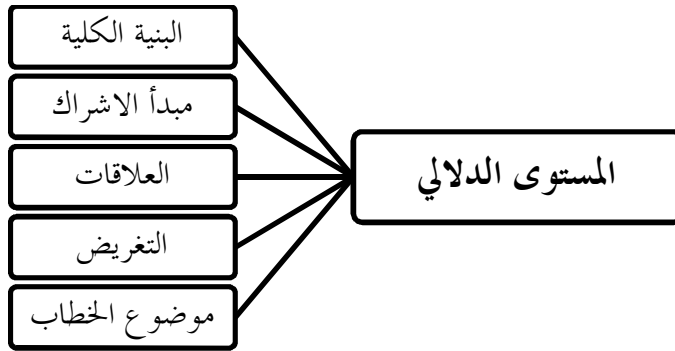 المستوى الدلالي
البنية الكلية
مبدأ الاشراك
العلاقات
التغريض
موضوع الخطاب